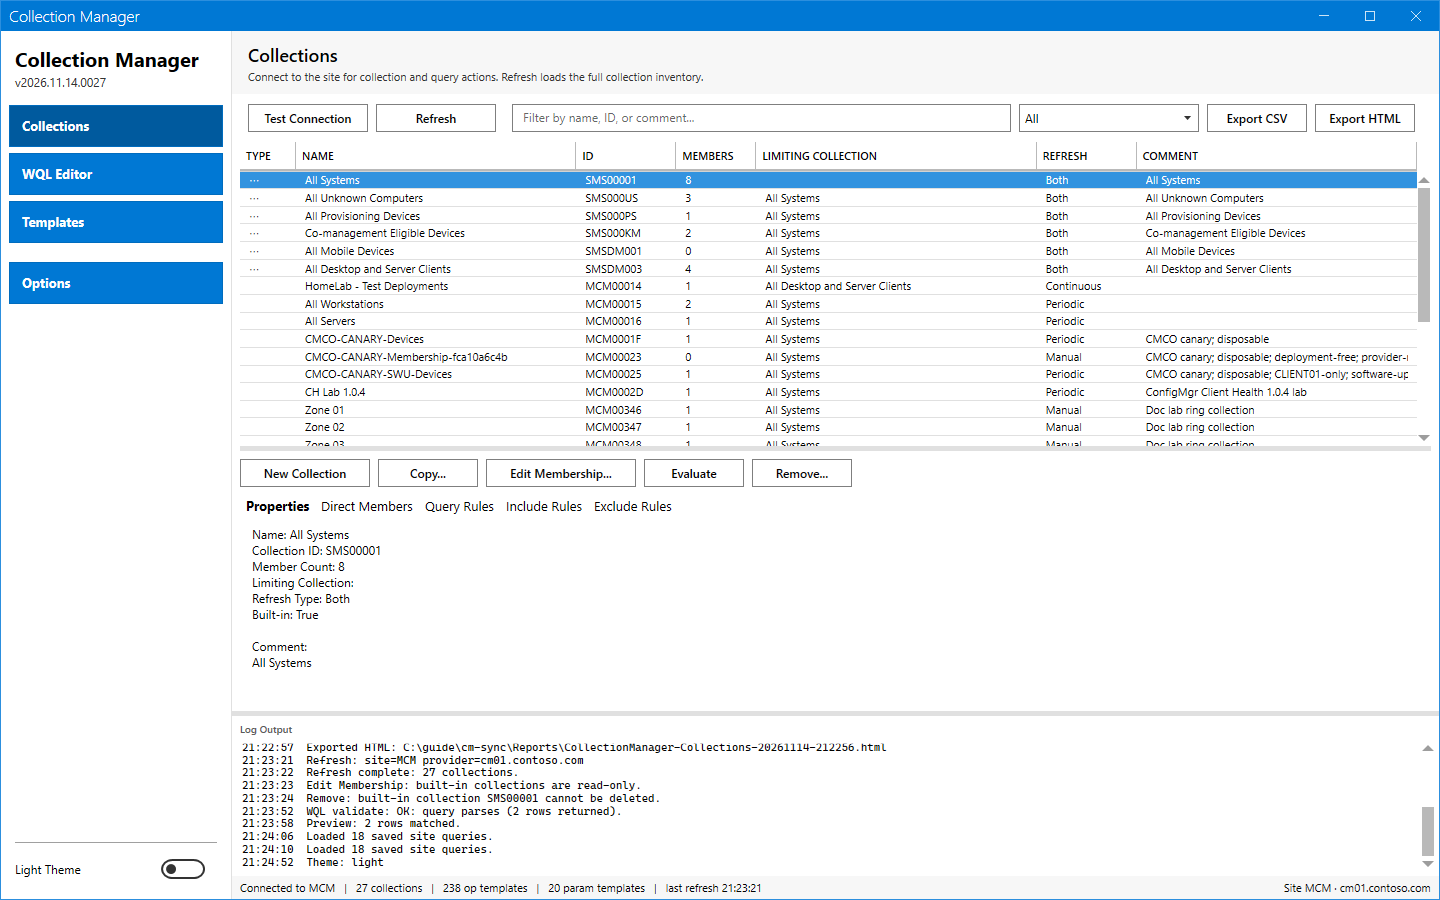 Collection Manager
Collection Manager
v2026.11.14.0027
Collections
WQL Editor
Templates
Options
Light Theme
Collections
Connect to the site for collection and query actions. Refresh loads the full collection inventory.
Test Connection Refresh Filter by name, ID, or comment... All Export CSV Export HTML
TYPE NAME ID MEMBERS LIMITING COLLECTION REFRESH COMMENT
... All Systems SMS00001 8 Both All Systems
... All Unknown Computers SMS000US 3 All Systems Both All Unknown Computers
... All Provisioning Devices SMS000PS 1 All Systems Both All Provisioning Devices
... Co-management Eligible Devices SMS000KM 2 All Systems Both Co-management Eligible Devices
... All Mobile Devices SMSDM001 0 All Systems Both All Mobile Devices
... All Desktop and Server Clients SMSDM003 4 All Systems Both All Desktop and Server Clients
HomeLab - Test Deployments MCM00014 1 All Desktop and Server Clients Continuous
All Workstations MCM00015 2 All Systems Periodic
All Servers MCM00016 1 All Systems Periodic
CMCO-CANARY-Devices MCM0001F 1 All Systems Periodic CMCO canary; disposable
CMCO-CANARY-Membership-fca10a6c4b MCM00023 0 All Systems Manual CMCO canary; disposable; deployment-free; provider-
CMCO-CANARY-SWU-Devices MCM00025 1 All Systems Periodic CMCO canary; disposable; CLIENT01-only; software-up
CH Lab 1.0.4 MCM0002D 1 All Systems Periodic ConfigMgr Client Health 1.0.4 lab
Zone 01 MCM00346 1 All Systems Manual Doc lab ring collection
Zone 02 MCM00347 1 All Systems Manual Doc lab ring collection
Zone 03 MCM00348 1 All Systems Manual Doc lab ring collection
New Collection Copy... Edit Membership... Evaluate Remove...
Properties Direct Members Query Rules Include Rules Exclude Rules
Name: All Systems
Collection ID: SMS00001
Member Count: 8
Limiting Collection:
Refresh Type: Both
Built-in: True
Comment:
All Systems
Log Output
21:22:57 Exported HTML: C:\guide\cm-sync\Reports\CollectionManager-Collections-20261114-212256.html
21:23:21 Refresh: site=MCM provider=cm01.contoso.com
21:23:22 Refresh complete: 27 collections.
21:23:23 Edit Membership: built-in collections are read-only.
21:23:24 Remove: built-in collection SMS00001 cannot be deleted.
21:23:52 WQL validate: OK: query parses (2 rows returned).
21:23:58 Preview: 2 rows matched.
21:24:06 Loaded 18 saved site queries.
21:24:10 Loaded 18 saved site queries.
21:24:52 Theme: light
Connected to MCM | 27 collections | 238 op templates | 20 param templates | last refresh 21:23:21 Site MCM · cm01.contoso.com